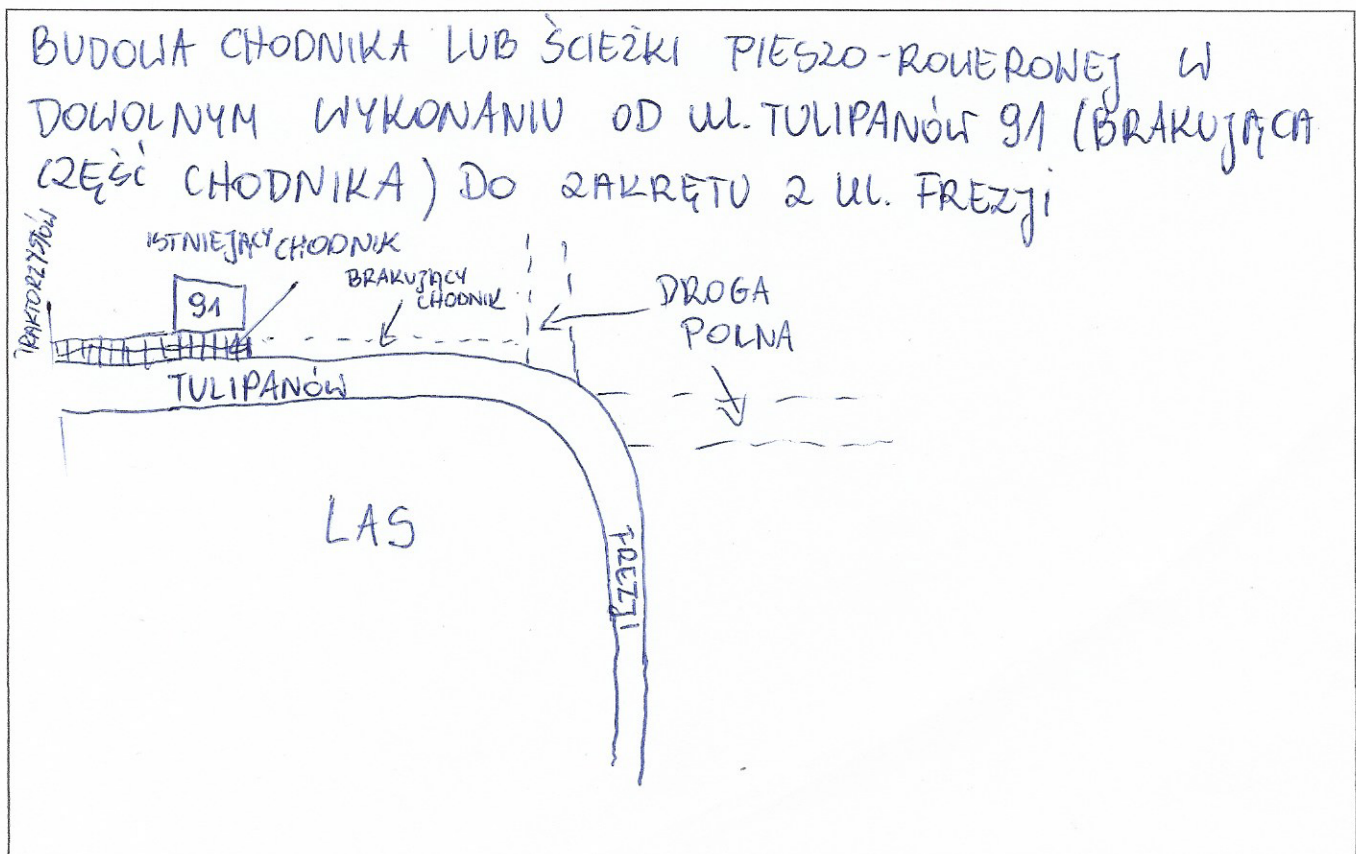 BUDOWA CHODNIKA LUB ŚCIEŻKI PIESZO-ROWEROWEJ W
DOWOLNYM WYKONANIU OD UL. TULIPANÓW 91 (BRAKUJĄCA
CZĘŚĆ CHODNIKA) DO ZAKRĘTU Z UL. FREZJI
TRAKTORZYSTÓW
ISTNIEJĄCY CHODNIK
BRAKUJĄCY
CHODNIK
91
DROGA
POLNA
TULIPANÓW
LAS
FREZJI